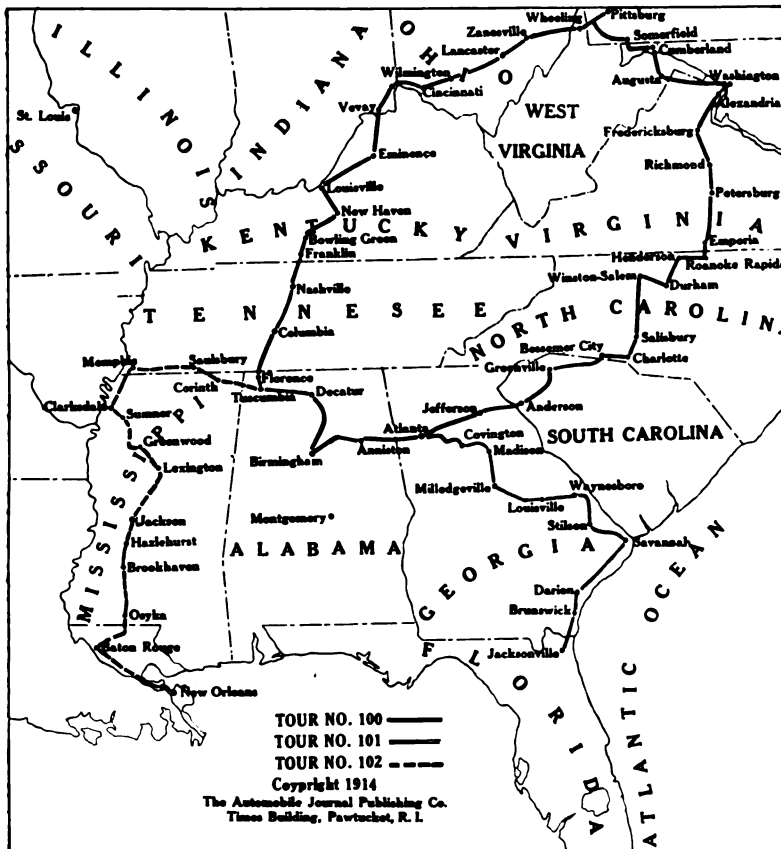 Wheeling
Pittsburg
Zanesville
Somerfield
Lancaster
Cumberland
OHIO
ILLINOIS
INDIANA
Wilmington
Cincinnati
Augusta
Washington
Alexandria
Vevay
WEST
VIRGINIA
St. Louis
Fredericksburg
SSOURI
Eminence
Richmond
Louisville
Petersburg
New Haven
KENTUCKY
VIRGINIA
Bowling Green
Emporia
Franklin
Henderson
Roanoke Rapids
Winston-Salem
Durham
Nashville
TENNESEE
NORTH CAROLINA
Columbia
Salisbury
Bessemer City
Charlotte
Memphis
Saulsbury
Greenville
Corinth
Florence
Tuscumbia
Decatur
Clarksdale
Sumner
Jefferson
Anderson
Greenwood
Atlanta
Covington
SOUTH CAROLINA
Birmingham
Anniston
Madison
Lexington
MISSISSIPPI
Milledgeville
Waynesboro
Louisville
Jackson
Montgomery
Stilson
Hazlehurst
ALABAMA
GEORGIA
Savannah
Brookhaven
Darien
Osyka
Brunswick
Baton Rouge
Jacksonville
New Orleans
FLORIDA
ATLANTIC OCEAN
TOUR NO. 100
TOUR NO. 101
TOUR NO. 102
Coypright 1914
The Automobile Journal Publishing Co.
Times Building, Pawtucket, R. I.